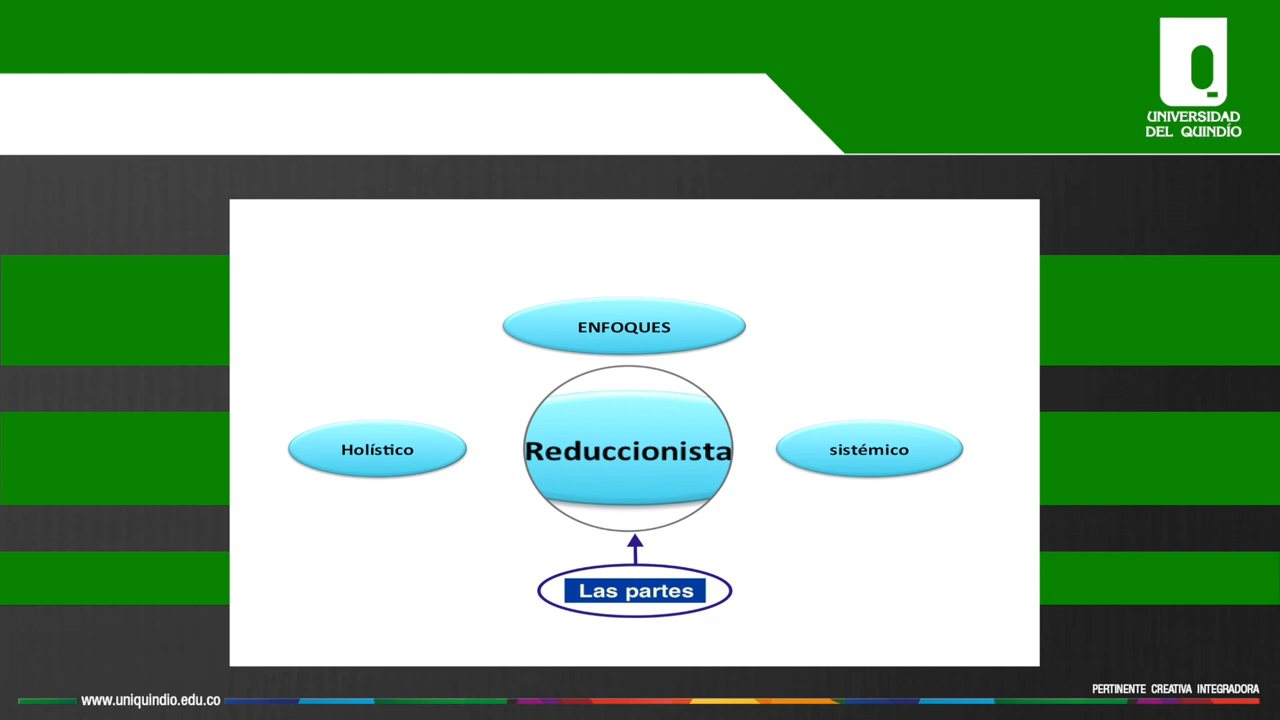 UNIVERSIDAD
DEL QUINDÍO
ENFOQUES
Holístico
Reduccionista
sistémico
Las partes
PERTINENTE CREATIVA INTEGRADORA
www.uniquindio.edu.co